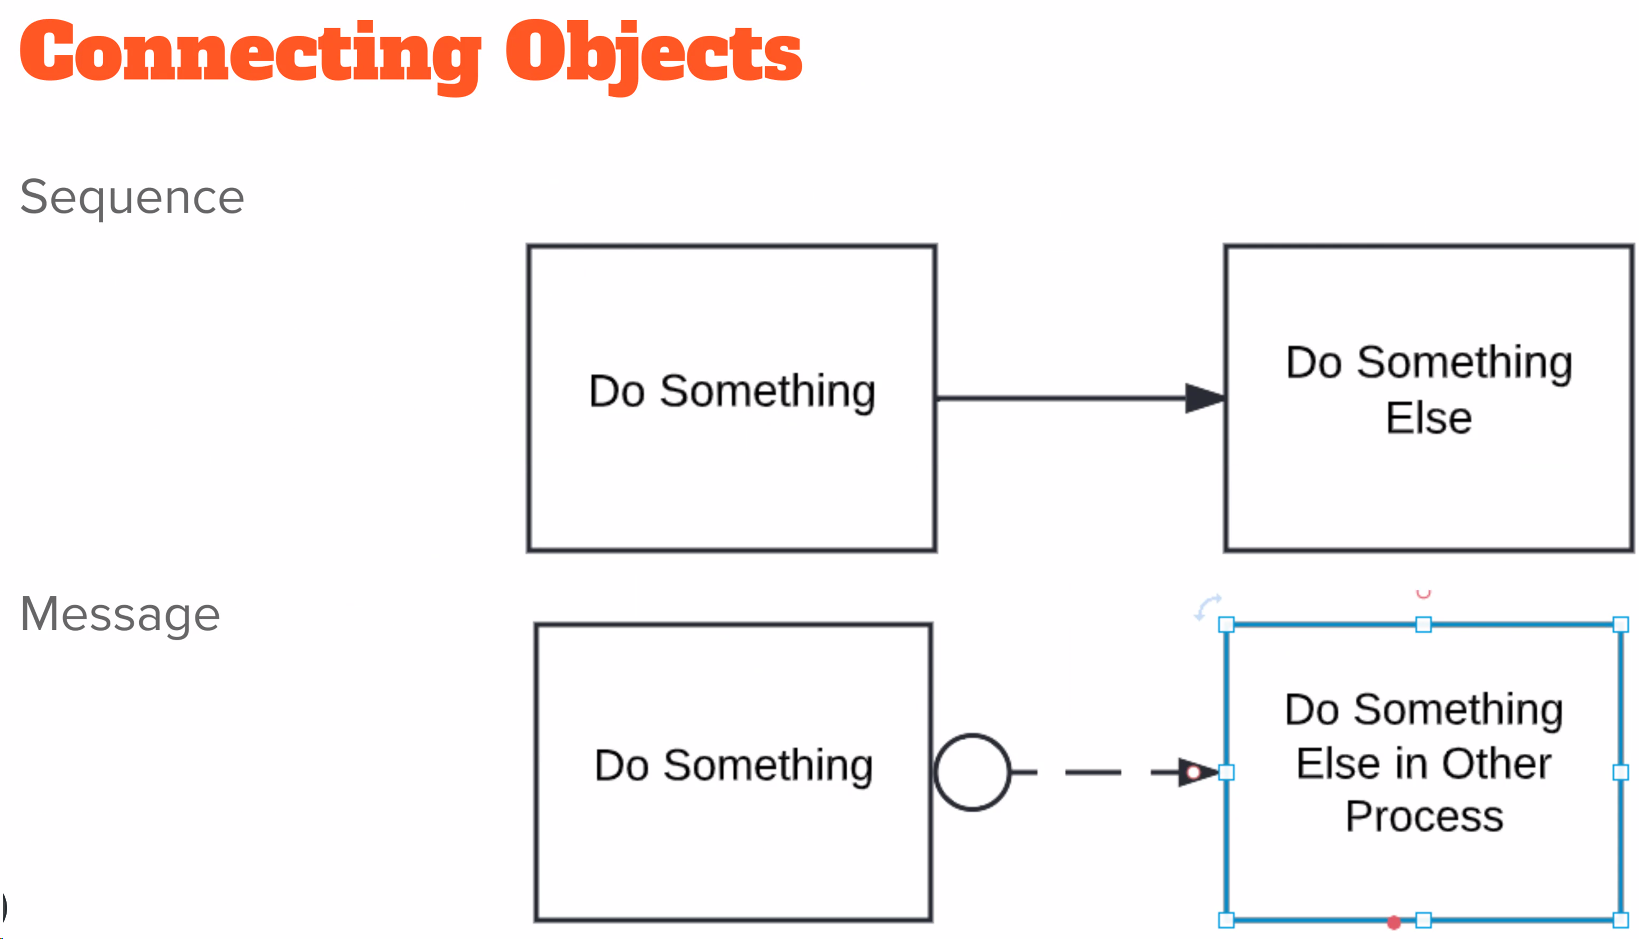 Connecting Objects
Sequence
Do Something
Do Something
Else
Message
Do Something
Do Something
Else in Other
Process